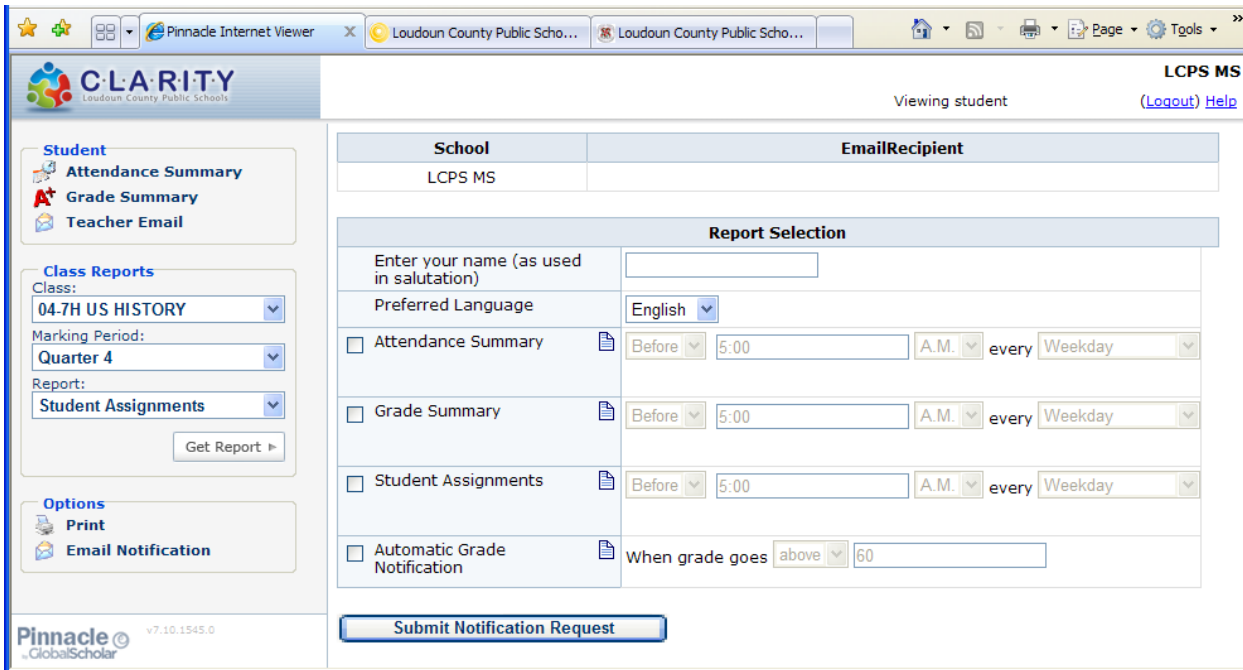 Pinnacle Internet Viewer X Loudoun County Public Scho... Loudoun County Public Scho... Page Tools »
C·L·A·R·I·T·Y
Loudoun County Public Schools
LCPS MS
Viewing student (Logout) Help
Student
Attendance Summary
Grade Summary
Teacher Email
Class Reports
Class:
04-7H US HISTORY
Marking Period:
Quarter 4
Report:
Student Assignments
Get Report
Options
Print
Email Notification
Pinnacle v7.10.1545.0
GlobalScholar
School EmailRecipient
LCPS MS
Report Selection
Enter your name (as used
in salutation)
Preferred Language English
Attendance Summary Before 5:00 A.M. every Weekday
Grade Summary Before 5:00 A.M. every Weekday
Student Assignments Before 5:00 A.M. every Weekday
Automatic Grade
Notification When grade goes above 60
Submit Notification Request